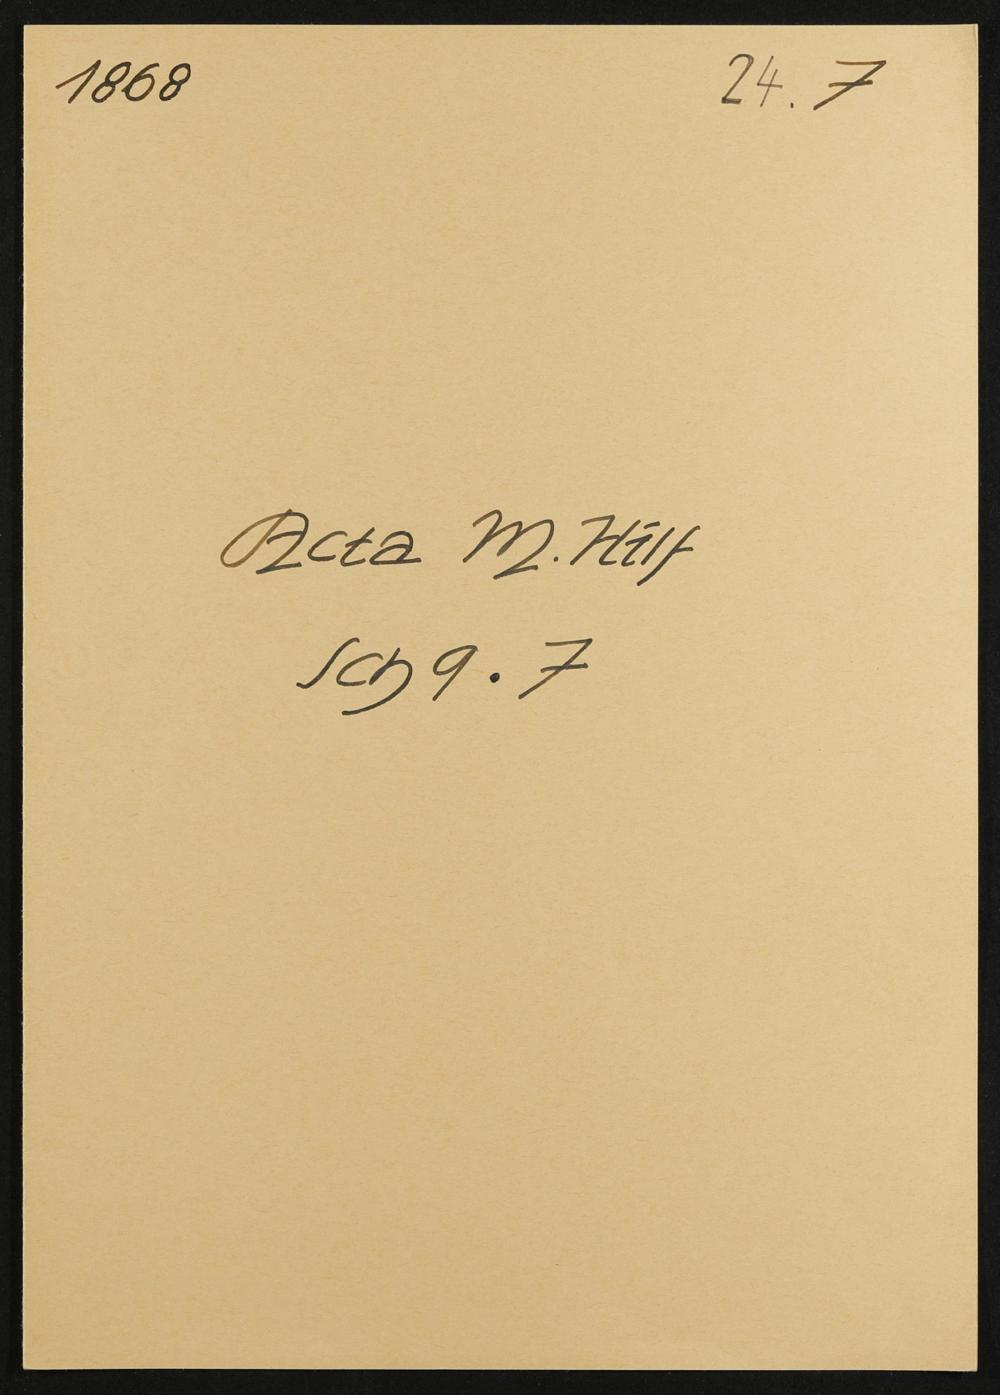 1868 24.7
Acta M. Hilf
Sch 9.7